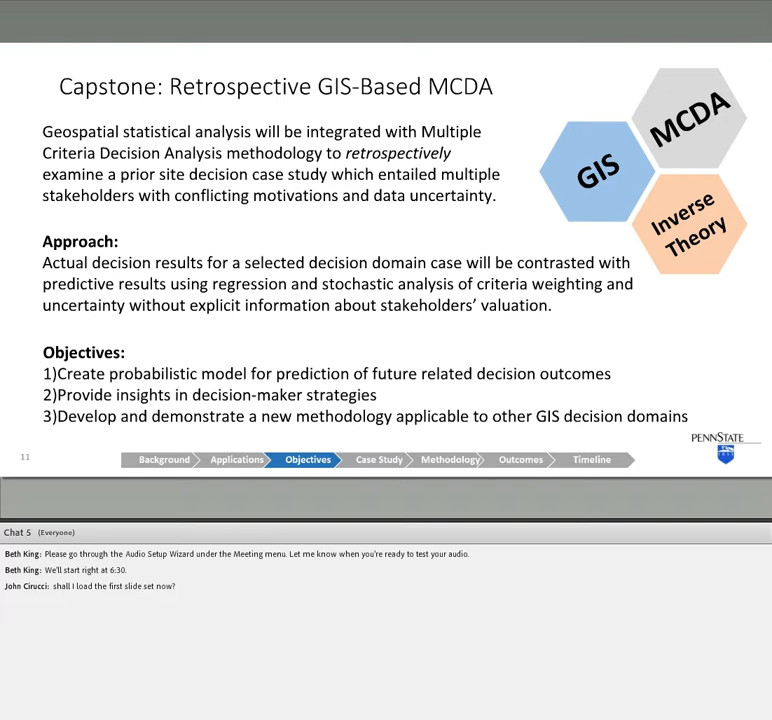 Capstone: Retrospective GIS-Based MCDA
Geospatial statistical analysis will be integrated with Multiple
Criteria Decision Analysis methodology to retrospectively
examine a prior site decision case study which entailed multiple
stakeholders with conflicting motivations and data uncertainty.
MCDA
GIS
Inverse
Theory
Approach:
Actual decision results for a selected decision domain case will be contrasted with
predictive results using regression and stochastic analysis of criteria weighting and
uncertainty without explicit information about stakeholders’ valuation.
Objectives:
1)Create probabilistic model for prediction of future related decision outcomes
2)Provide insights in decision-maker strategies
3)Develop and demonstrate a new methodology applicable to other GIS decision domains
PENNSTATE
1855
11
Background Applications Objectives Case Study Methodology Outcomes Timeline
Chat 5 (Everyone)
Beth King: Please go through the Audio Setup Wizard under the Meeting menu. Let me know when you're ready to test your audio.
Beth King: We'll start right at 6:30.
John Cirucci: shall I load the first slide set now?